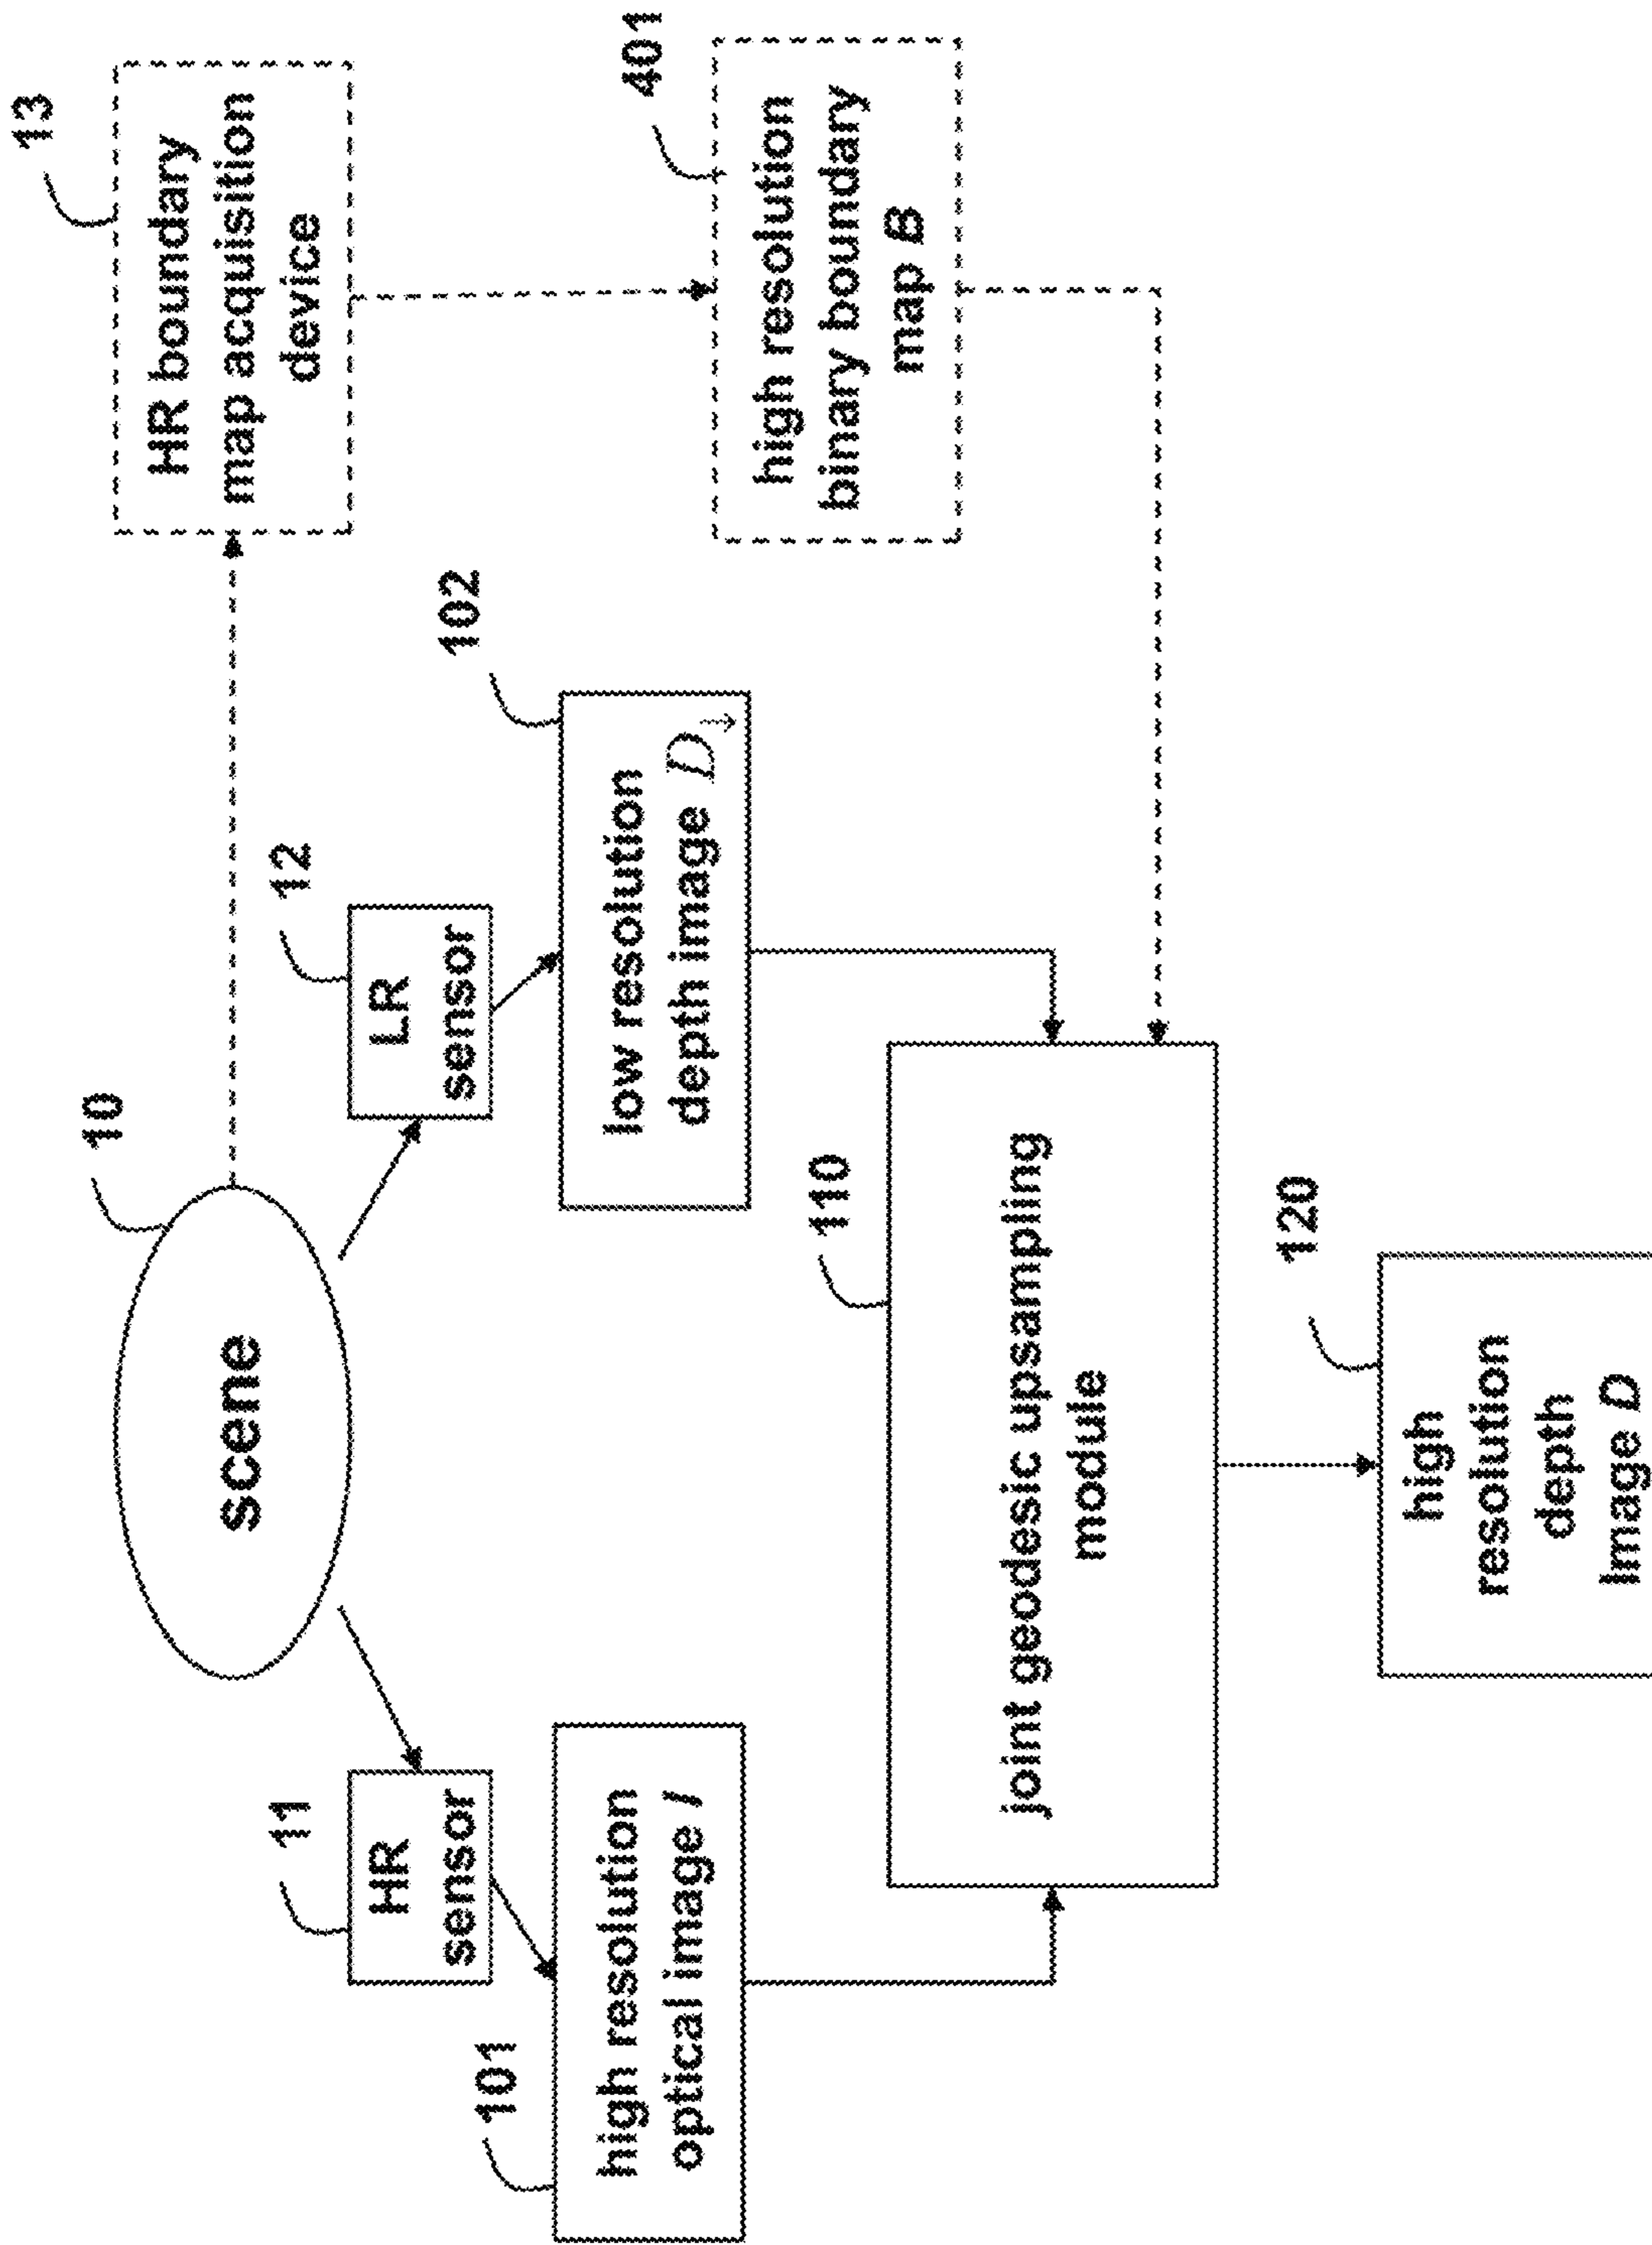 10
scene
13
HR boundary
map acquisition
device
11
HR
sensor
12
LR
sensor
101
high resolution
optical image I
102
low resolution
depth image D↓
401
high resolution
binary boundary
map B
110
joint geodesic upsampling
module
120
high
resolution
depth
Image D